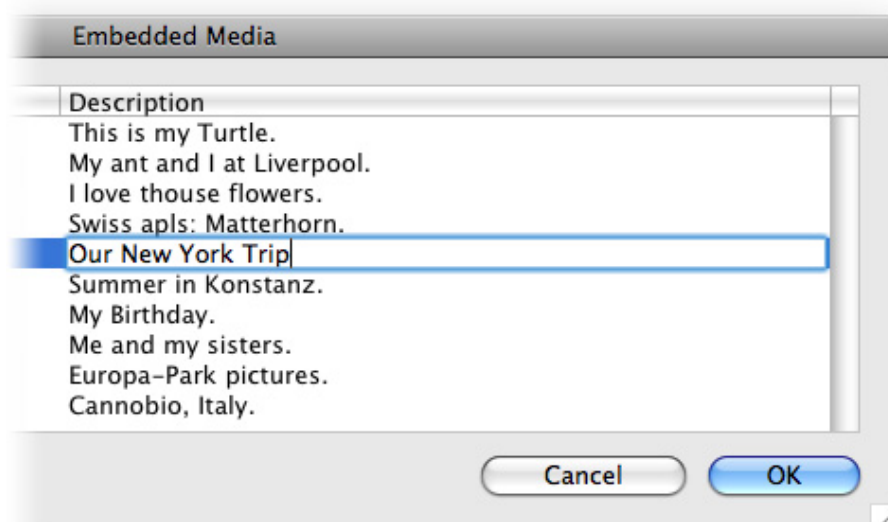 Embedded Media
Description
This is my Turtle.
My ant and I at Liverpool.
I love thouse flowers.
Swiss apls: Matterhorn.
Our New York Trip
Summer in Konstanz.
My Birthday.
Me and my sisters.
Europa-Park pictures.
Cannobio, Italy.
Cancel OK